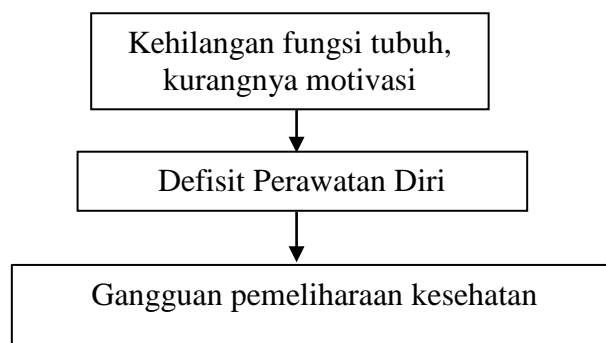 Kehilangan fungsi tubuh,
kurangnya motivasi
Defisit Perawatan Diri
Gangguan pemeliharaan kesehatan